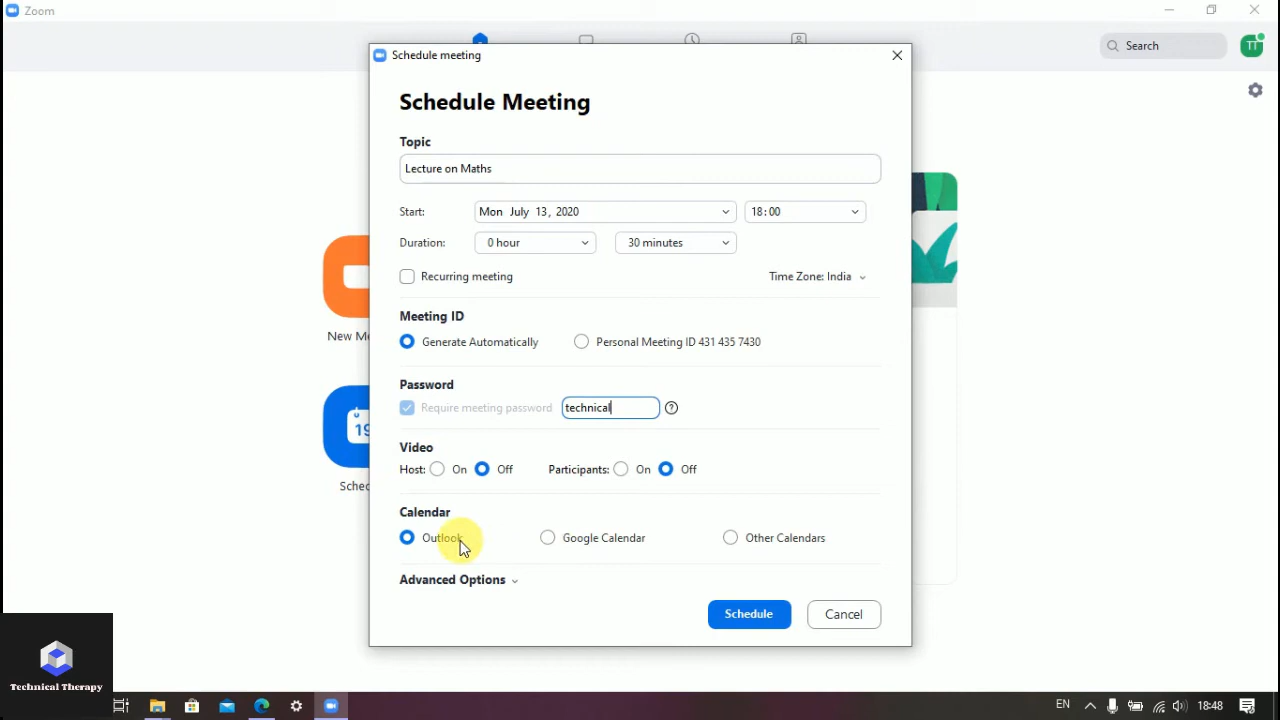 Zoom
Schedule meeting
Search
TT
Schedule Meeting
Topic
Lecture on Maths
Start: Mon July 13, 2020 18:00
Duration: 0 hour 30 minutes
Recurring meeting Time Zone: India
Meeting ID
Generate Automatically Personal Meeting ID 431 435 7430
New Me
Password
Require meeting password technical
19
Video
Host: On Off Participants: On Off
Sched
Calendar
Outlook Google Calendar Other Calendars
Advanced Options
Schedule Cancel
Technical Therapy
EN 18:48